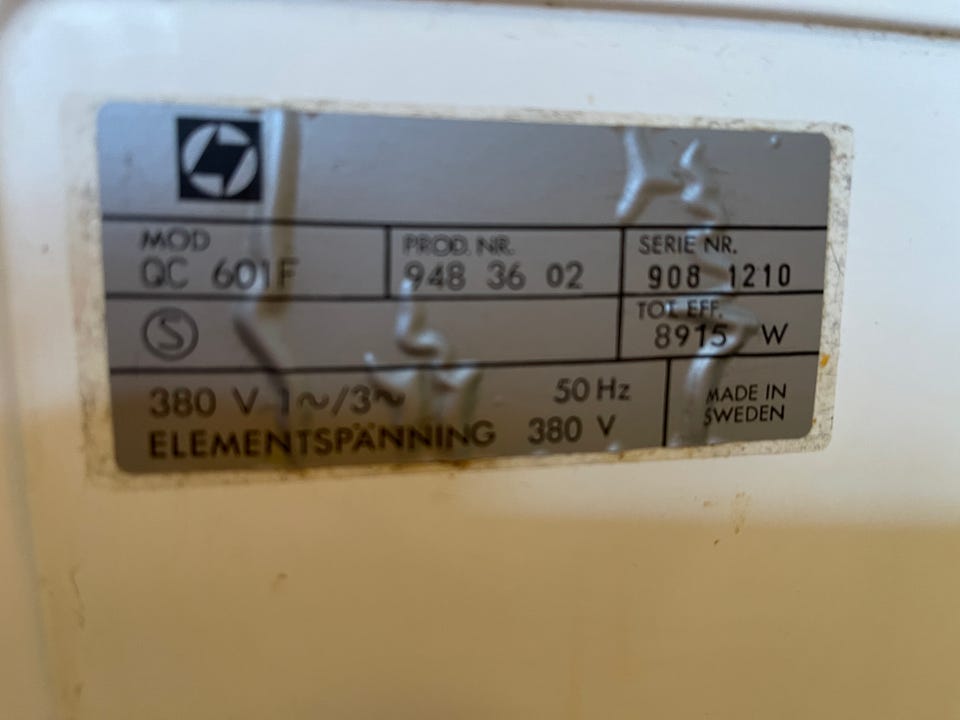 MOD
QC 601F
PROD. NR.
948 36 02
SERIE NR.
908 1210
S
TOT. EFF.
8915 W
380 V 1~/3~ 50 Hz
ELEMENTSPÄNNING 380 V
MADE IN
SWEDEN